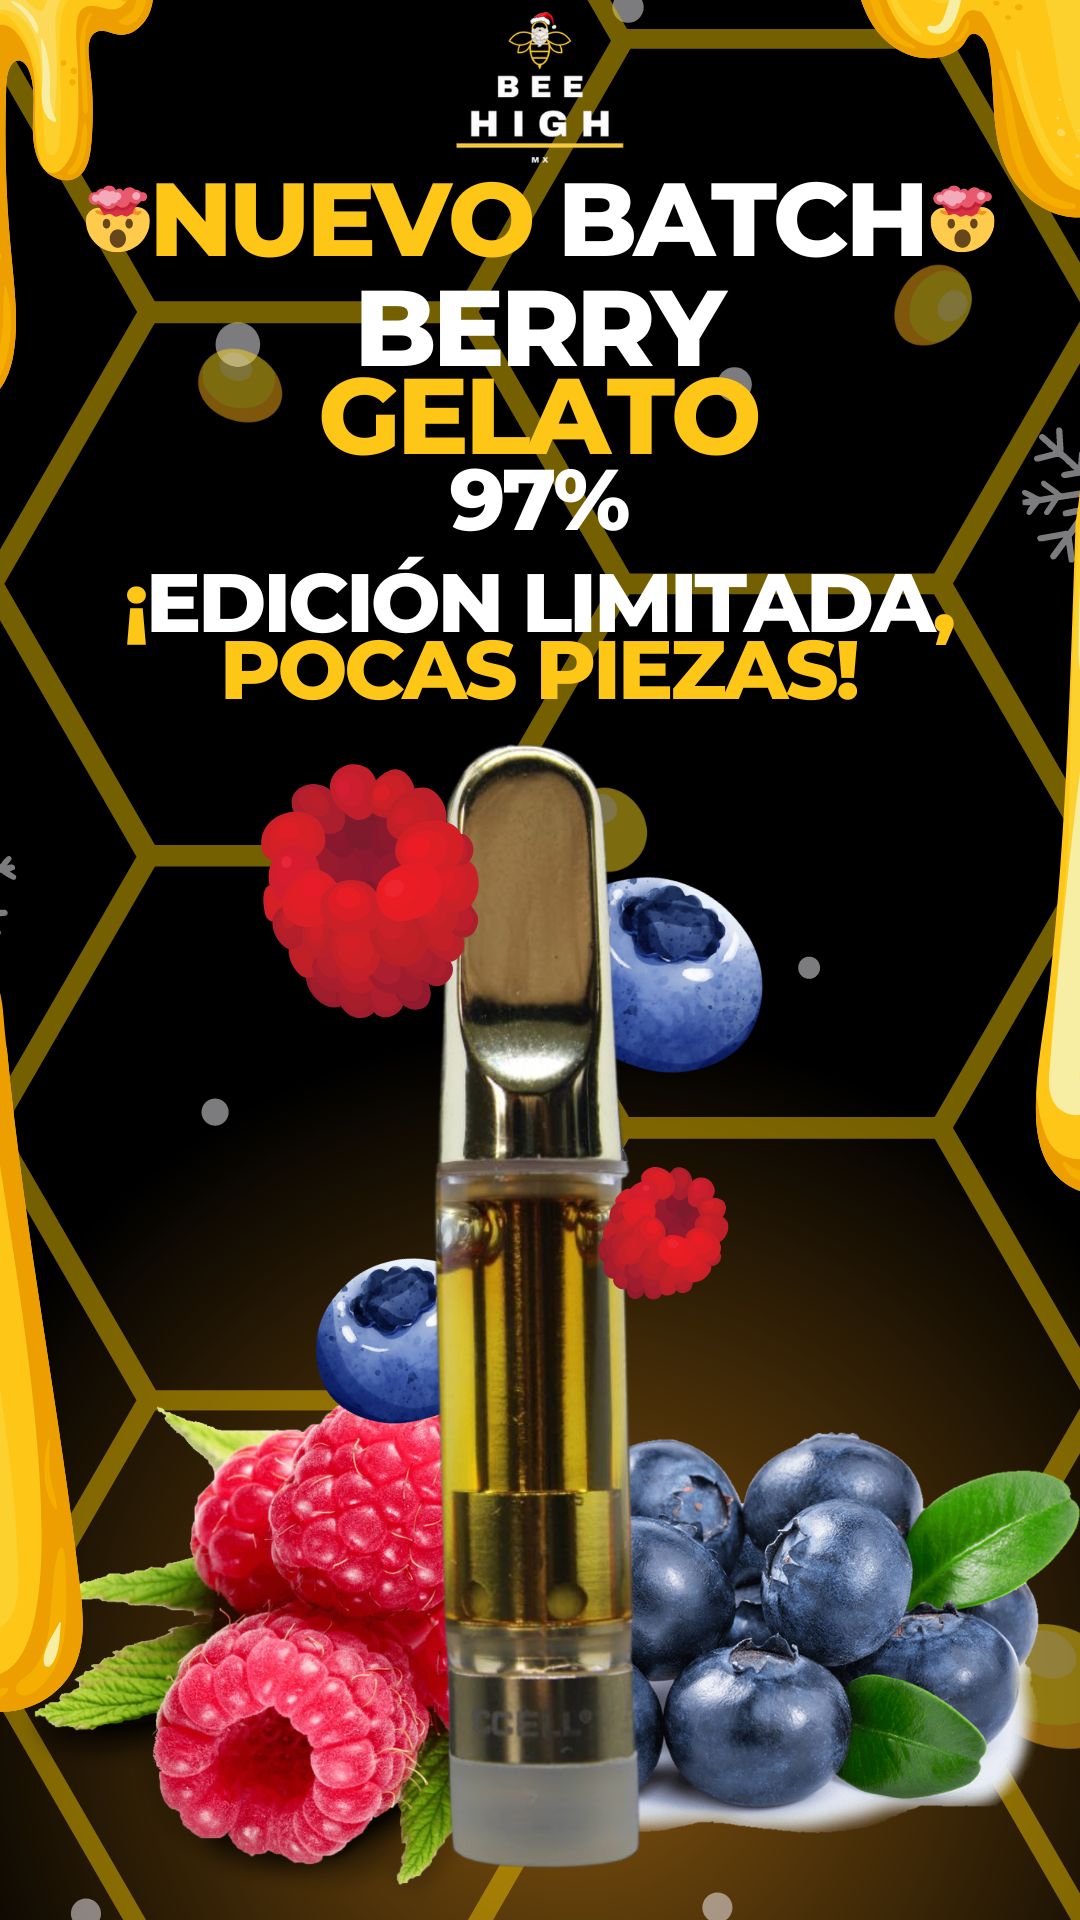 BEE
HIGH
MX
🤯NUEVO BATCH🤯
BERRY
GELATO
97%
¡EDICIÓN LIMITADA,
POCAS PIEZAS!
CCELL®